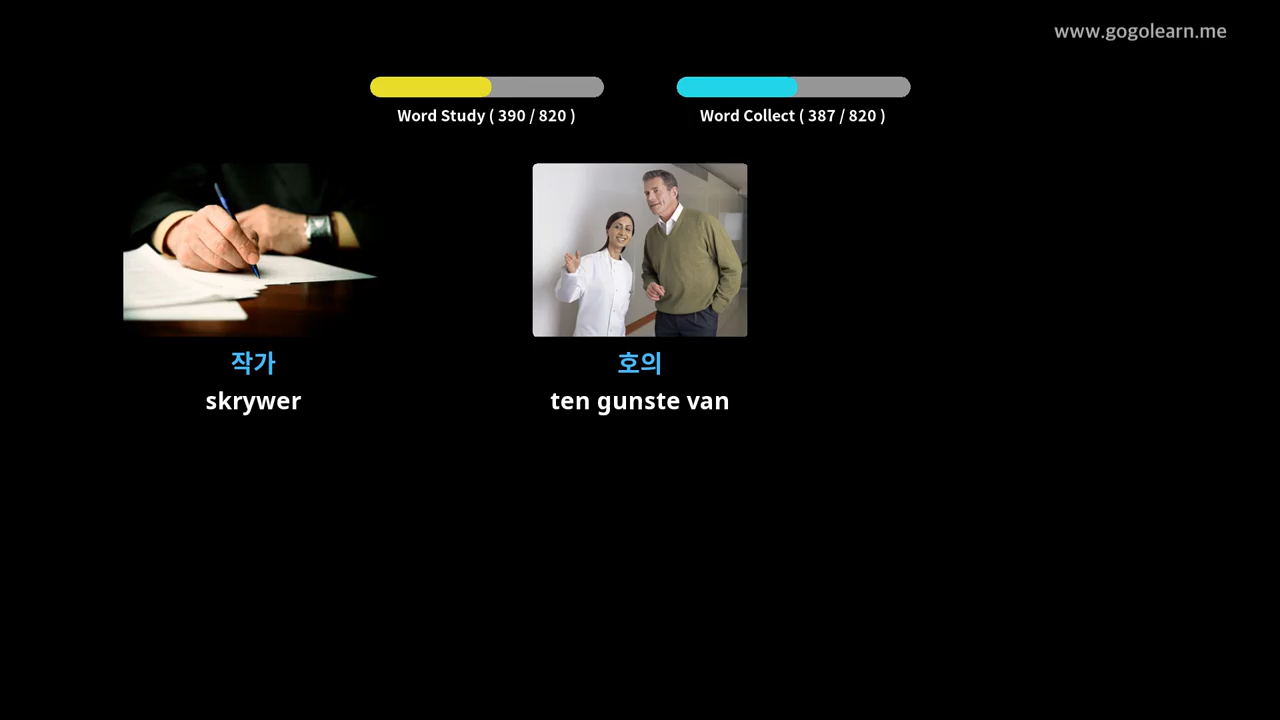 www.gogolearn.me
Word Study ( 390 / 820 )
Word Collect ( 387 / 820 )
작가
skrywer
호의
ten gunste van